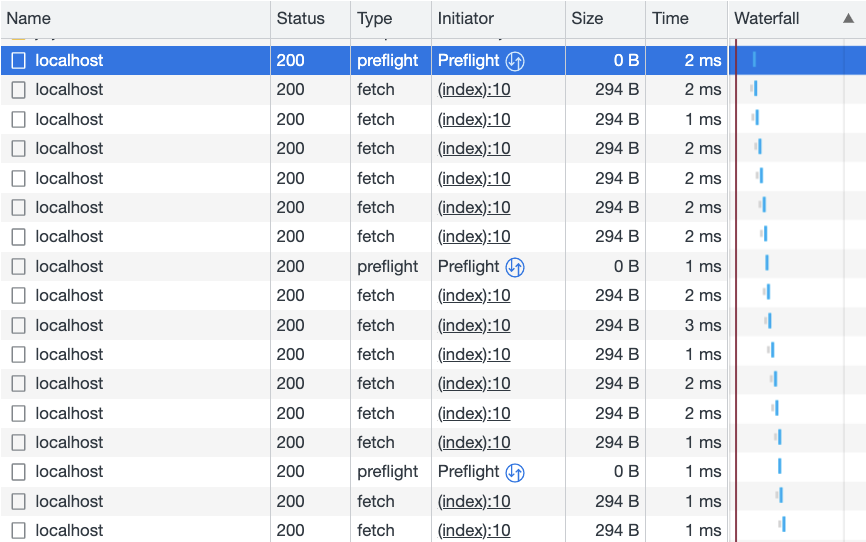 Name Status Type Initiator Size Time Waterfall ▲
localhost 200 preflight Preflight 0 B 2 ms
localhost 200 fetch (index):10 294 B 2 ms
localhost 200 fetch (index):10 294 B 1 ms
localhost 200 fetch (index):10 294 B 2 ms
localhost 200 fetch (index):10 294 B 2 ms
localhost 200 fetch (index):10 294 B 2 ms
localhost 200 fetch (index):10 294 B 2 ms
localhost 200 preflight Preflight 0 B 1 ms
localhost 200 fetch (index):10 294 B 2 ms
localhost 200 fetch (index):10 294 B 3 ms
localhost 200 fetch (index):10 294 B 1 ms
localhost 200 fetch (index):10 294 B 2 ms
localhost 200 fetch (index):10 294 B 2 ms
localhost 200 fetch (index):10 294 B 1 ms
localhost 200 preflight Preflight 0 B 1 ms
localhost 200 fetch (index):10 294 B 1 ms
localhost 200 fetch (index):10 294 B 1 ms